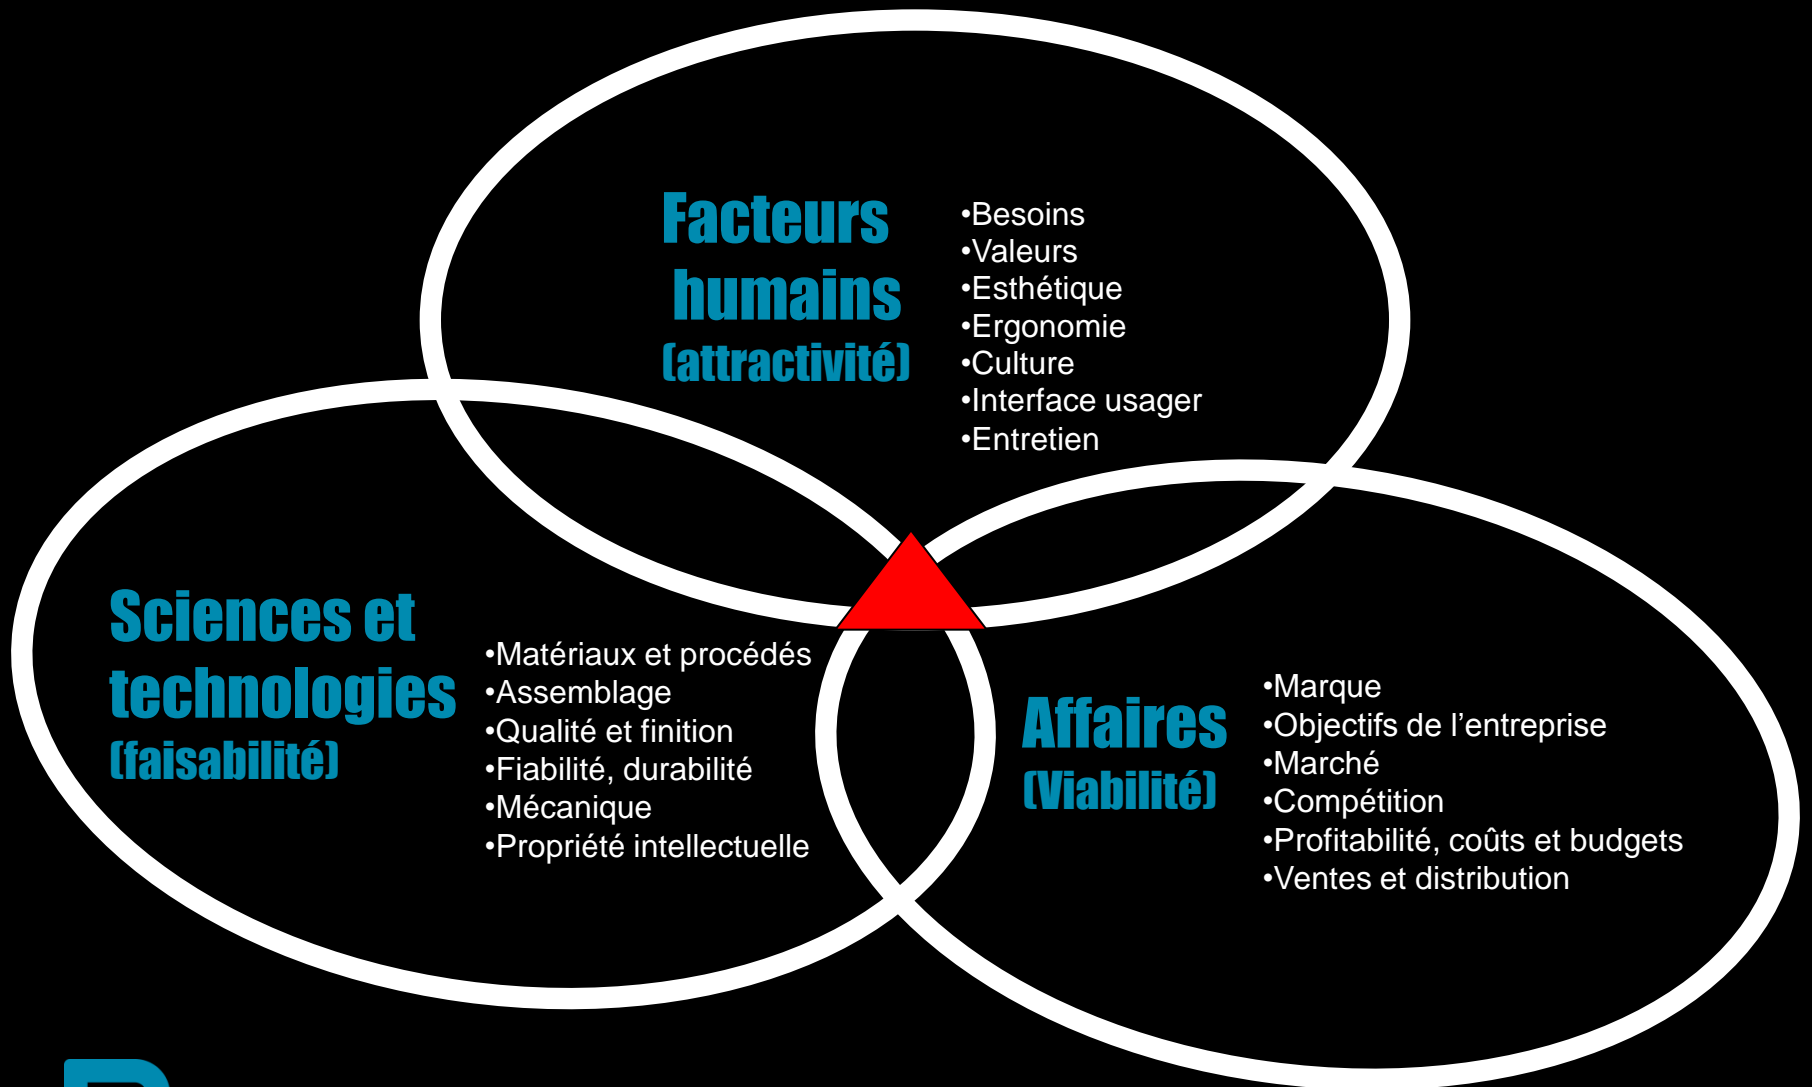 Facteurs
humains
(attractivité)
•Besoins
•Valeurs
•Esthétique
•Ergonomie
•Culture
•Interface usager
•Entretien
Sciences et
technologies
(faisabilité)
•Matériaux et procédés
•Assemblage
•Qualité et finition
•Fiabilité, durabilité
•Mécanique
•Propriété intellectuelle
Affaires
(Viabilité)
•Marque
•Objectifs de l’entreprise
•Marché
•Compétition
•Profitabilité, coûts et budgets
•Ventes et distribution